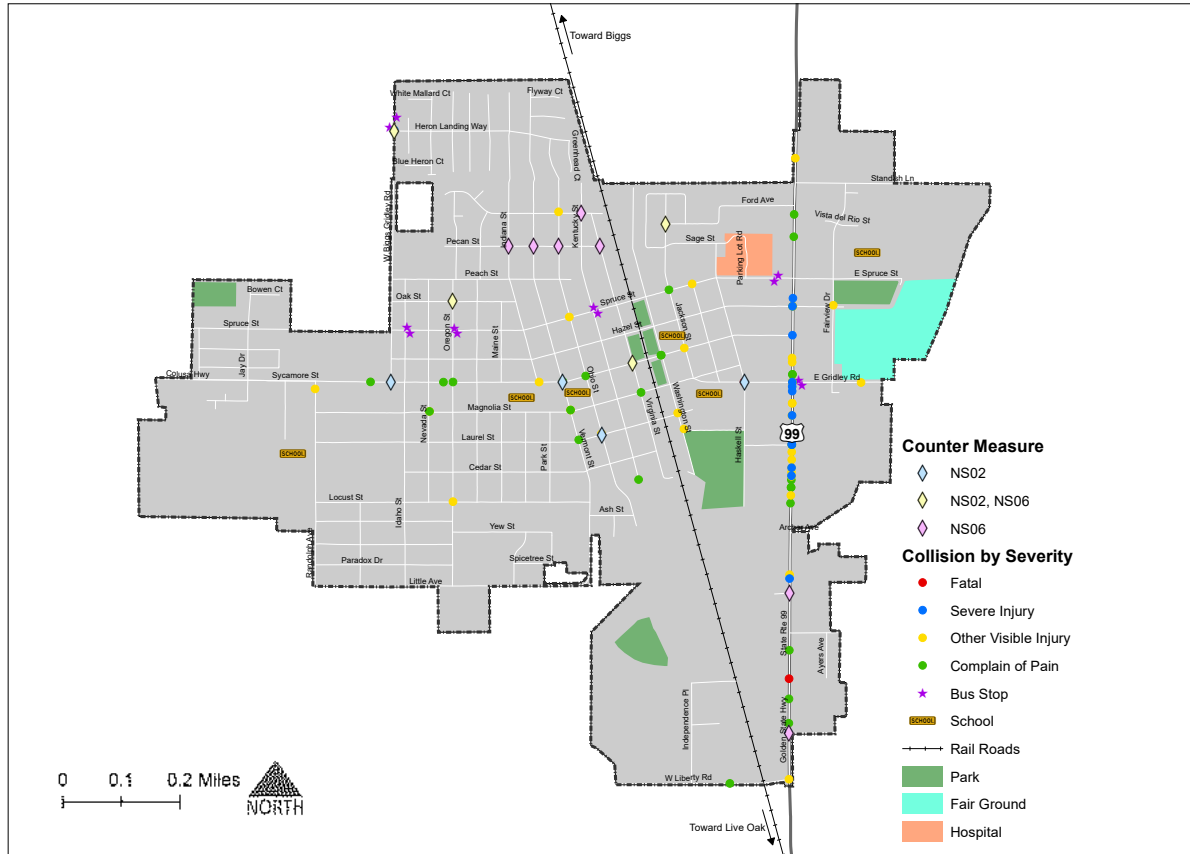 Toward Biggs
White Mallard Ct
Flyway Ct
Heron Landing Way
Greenhead Ct
Blue Heron Ct
Standish Ln
W Biggs Gridley Rd
Ford Ave
Indiana St
Kentucky St
Vista del Rio St
Pecan St
Sage St
Parking Lot Rd
SCHOOL
Peach St
E Spruce St
Bowen Ct
Oak St
Spruce St
Fairview Dr
Spruce St
Oregon St
Maine St
Hazel St
Jackson St
SCHOOL
Jay Dr
Colusa Hwy
Sycamore St
Ohio St
E Gridley Rd
SCHOOL
SCHOOL
SCHOOL
Nevada St
Magnolia St
Virginia St
Washington St
Laurel St
Park St
Vermont St
Haskell St
99
SCHOOL
Cedar St
Locust St
Idaho St
Ash St
Yew St
Archer Ave
Randolph Ave
Paradox Dr
Spicetree St
Little Ave
State Rte 99
Ayers Ave
Independence Pl
Golden State Hwy
W Liberty Rd
Toward Live Oak
0 0.1 0.2 Miles
NORTH
Counter Measure
NS02
NS02, NS06
NS06
Collision by Severity
Fatal
Severe Injury
Other Visible Injury
Complain of Pain
Bus Stop
SCHOOL School
Rail Roads
Park
Fair Ground
Hospital